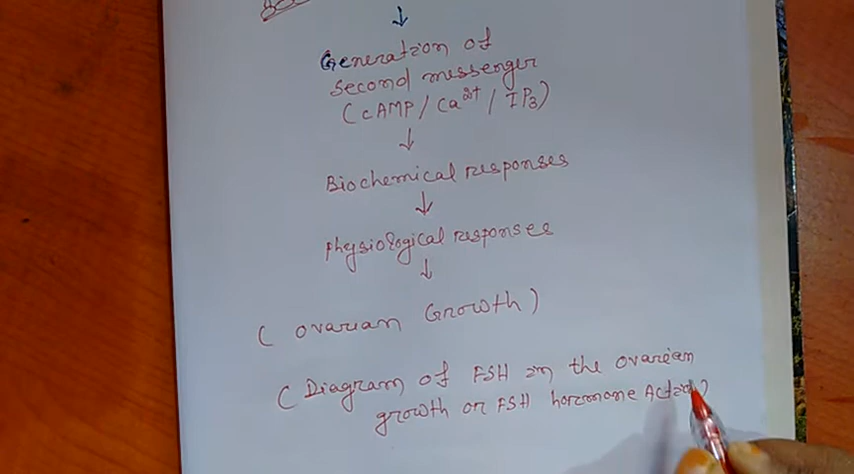 ↓
Generation of
second messenger
(cAMP/Ca2+/IP3)
↓
Biochemical responses
↓
physiological responses
↓
(Ovarian Growth)
(Diagram of FSH in the ovarian
growth or FSH hormone Action)